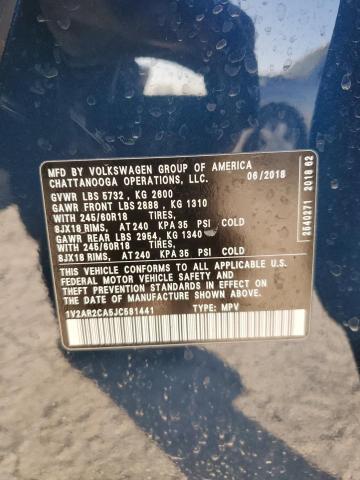 MFD BY VOLKSWAGEN GROUP OF AMERICA
CHATTANOOGA OPERATIONS, LLC. 06/2018
GVWR LBS 5732 , KG 2600
GAWR FRONT LBS 2888 , KG 1310
WITH 245/60R18 TIRES,
8JX18 RIMS, AT 240 KPA 35 PSI COLD
GAWR REAR LBS 2954, KG 1340
WITH 245/60R18 TIRES,
8JX18 RIMS, AT 240 KPA 35 PSI COLD
THIS VEHICLE CONFORMS TO ALL APPLICABLE U.S.
FEDERAL MOTOR VEHICLE SAFETY AND
THEFT PREVENTION STANDARDS IN EFFECT ON THE
DATE OF MANUFACTURE SHOWN ABOVE.
1V2AR2CA5JC581441 TYPE: MPV
2540271 2018 62